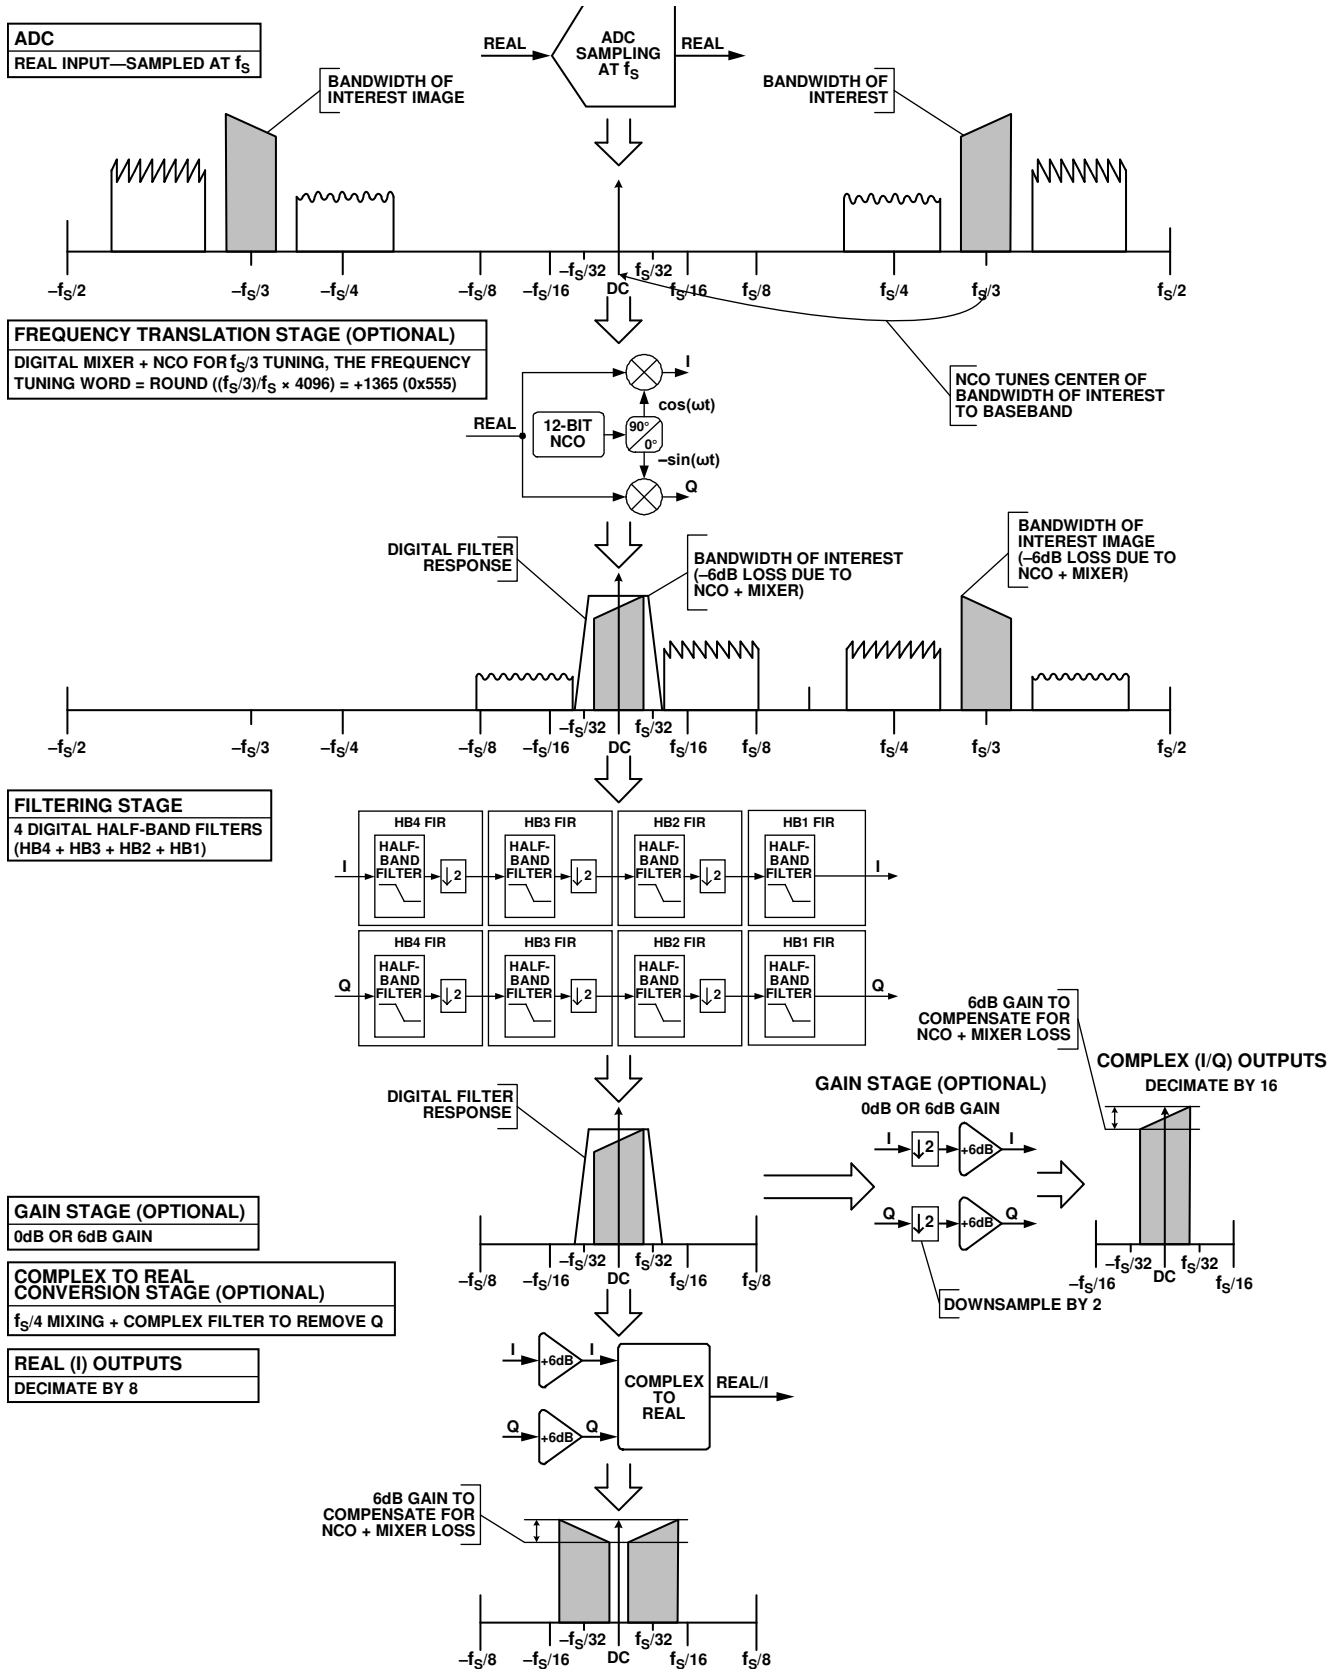 ADC
REAL INPUT—SAMPLED AT fS
REAL
ADC
SAMPLING
AT fS
REAL
BANDWIDTH OF
INTEREST IMAGE
BANDWIDTH OF
INTEREST
–fS/2
–fS/3
–fS/4
–fS/8
–fS/16
–fS/32
DC
fS/32
fS/16
fS/8
fS/4
fS/3
fS/2
FREQUENCY TRANSLATION STAGE (OPTIONAL)
DIGITAL MIXER + NCO FOR fS/3 TUNING, THE FREQUENCY
TUNING WORD = ROUND ((fS/3)/fS × 4096) = +1365 (0x555)
NCO TUNES CENTER OF
BANDWIDTH OF INTEREST
TO BASEBAND
I
cos(ωt)
REAL
12-BIT
NCO
90°
0°
–sin(ωt)
Q
DIGITAL FILTER
RESPONSE
BANDWIDTH OF INTEREST
(–6dB LOSS DUE TO
NCO + MIXER)
BANDWIDTH OF
INTEREST IMAGE
(–6dB LOSS DUE TO
NCO + MIXER)
–fS/2
–fS/3
–fS/4
–fS/8
–fS/16
–fS/32
DC
fS/32
fS/16
fS/8
fS/4
fS/3
fS/2
FILTERING STAGE
4 DIGITAL HALF-BAND FILTERS
(HB4 + HB3 + HB2 + HB1)
HB4 FIR
HB3 FIR
HB2 FIR
HB1 FIR
I
HALF-
BAND
FILTER
2
HALF-
BAND
FILTER
2
HALF-
BAND
FILTER
2
HALF-
BAND
FILTER
I
HB4 FIR
HB3 FIR
HB2 FIR
HB1 FIR
Q
HALF-
BAND
FILTER
2
HALF-
BAND
FILTER
2
HALF-
BAND
FILTER
2
HALF-
BAND
FILTER
Q
6dB GAIN TO
COMPENSATE FOR
NCO + MIXER LOSS
COMPLEX (I/Q) OUTPUTS
DECIMATE BY 16
DIGITAL FILTER
RESPONSE
GAIN STAGE (OPTIONAL)
0dB OR 6dB GAIN
I
2
+6dB
I
Q
2
+6dB
Q
DOWNSAMPLE BY 2
–fS/16
–fS/32
DC
fS/32
fS/16
–fS/8
–fS/16
–fS/32
DC
fS/32
fS/16
fS/8
GAIN STAGE (OPTIONAL)
0dB OR 6dB GAIN
COMPLEX TO REAL
CONVERSION STAGE (OPTIONAL)
fS/4 MIXING + COMPLEX FILTER TO REMOVE Q
REAL (I) OUTPUTS
DECIMATE BY 8
I
+6dB
I
Q
+6dB
Q
COMPLEX
TO
REAL
REAL/I
6dB GAIN TO
COMPENSATE FOR
NCO + MIXER LOSS
–fS/8
–fS/16
–fS/32
DC
fS/32
fS/16
fS/8